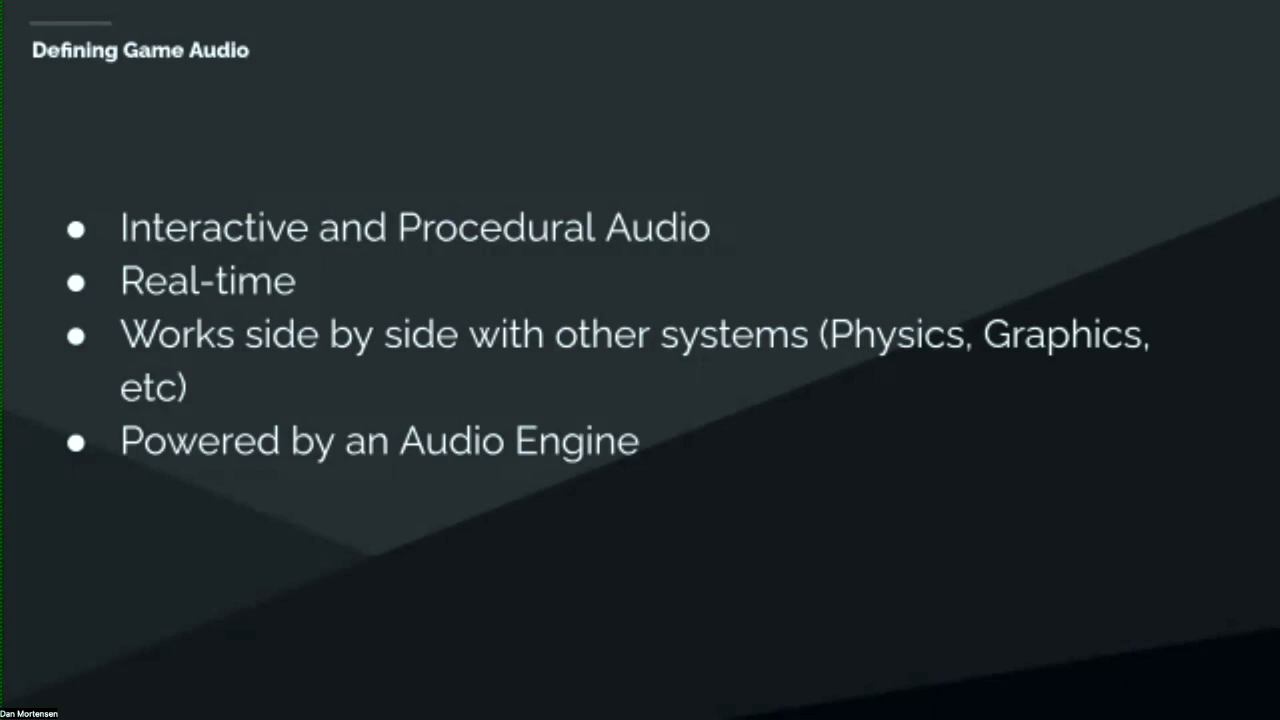 Defining Game Audio
● Interactive and Procedural Audio
● Real-time
● Works side by side with other systems (Physics, Graphics,
etc)
● Powered by an Audio Engine
Dan Mortensen